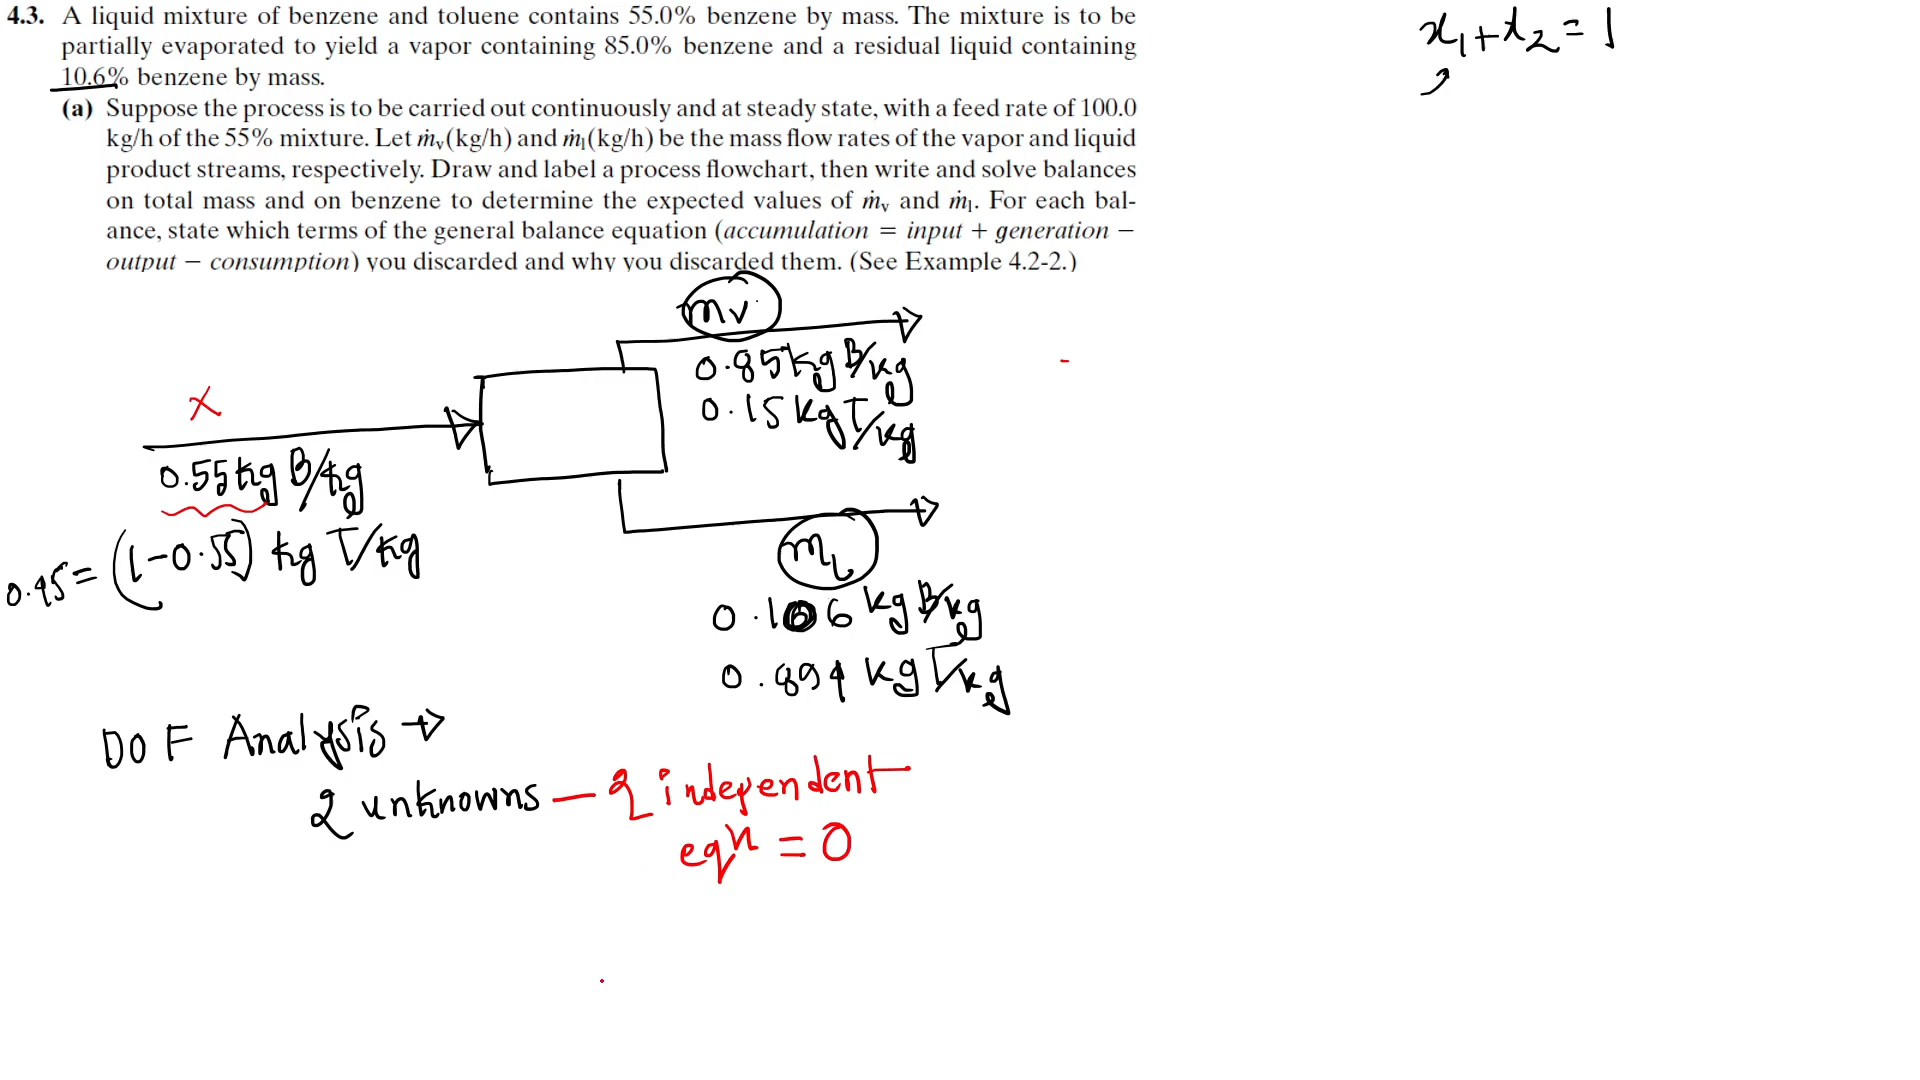 4.3. A liquid mixture of benzene and toluene contains 55.0% benzene by mass. The mixture is to be
partially evaporated to yield a vapor containing 85.0% benzene and a residual liquid containing
10.6% benzene by mass.
(a) Suppose the process is to be carried out continuously and at steady state, with a feed rate of 100.0
kg/h of the 55% mixture. Let ṁv(kg/h) and ṁl(kg/h) be the mass flow rates of the vapor and liquid
product streams, respectively. Draw and label a process flowchart, then write and solve balances
on total mass and on benzene to determine the expected values of ṁv and ṁl. For each bal-
ance, state which terms of the general balance equation (accumulation = input + generation −
output − consumption) you discarded and why you discarded them. (See Example 4.2-2.)
x₁+x₂=1
mv
0.85kg B/kg
0.15 kg T/kg
X
0.55kg B/kg
0.45 = (1-0.55) kg T/kg
mL
0.106 kg B/kg
0.894 kg T/kg
DOF Analysis →
2 unknowns — 2 independent
eqn = 0